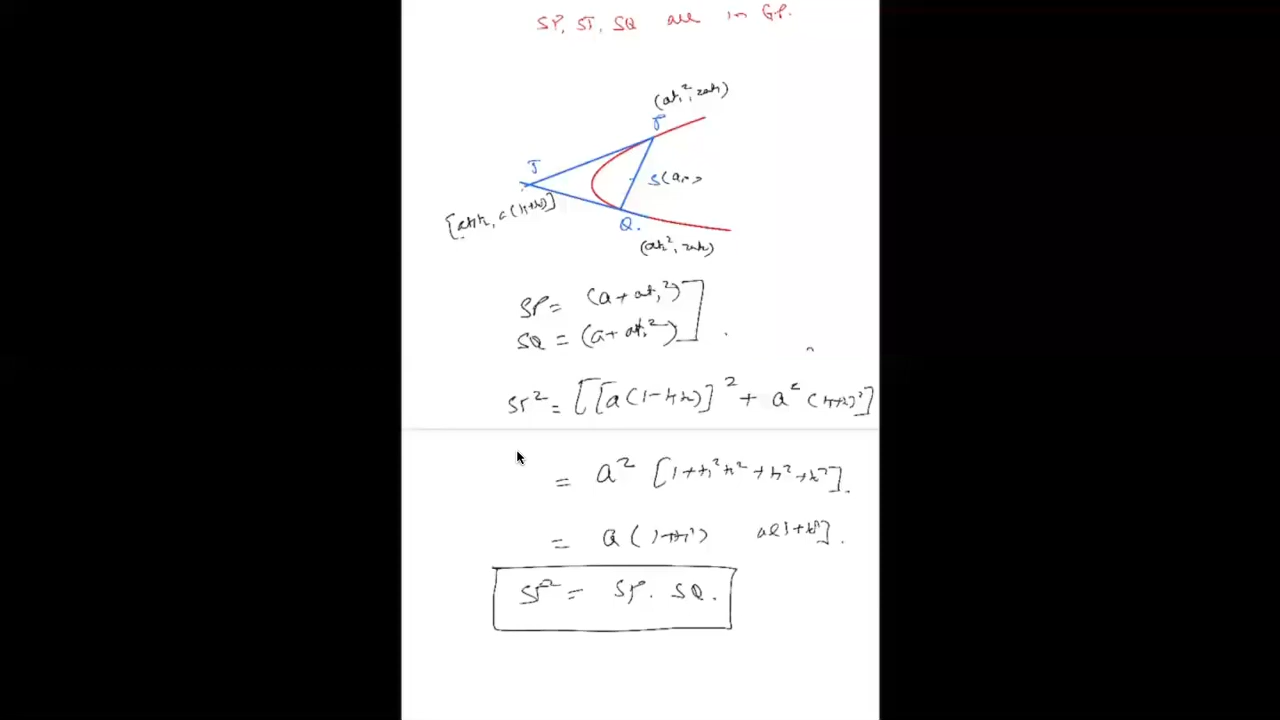 SP, ST, SQ are in GP.
(at₁², 2at₁)
P
T
S(a,
[at₁t₂, a(t₁+t₂)]
Q.
(at₂², 2at₂)
SP = (a + at₁²)
SQ = (a + at₂²)
ST² = [[a(1-t₁t₂)]² + a²(t₁+t₂)²]
= a² [1+t₁²t₂² + t₁² + t₂²].
= a(1+t₁²) a[1+t₂²].
ST² = SP. SQ.